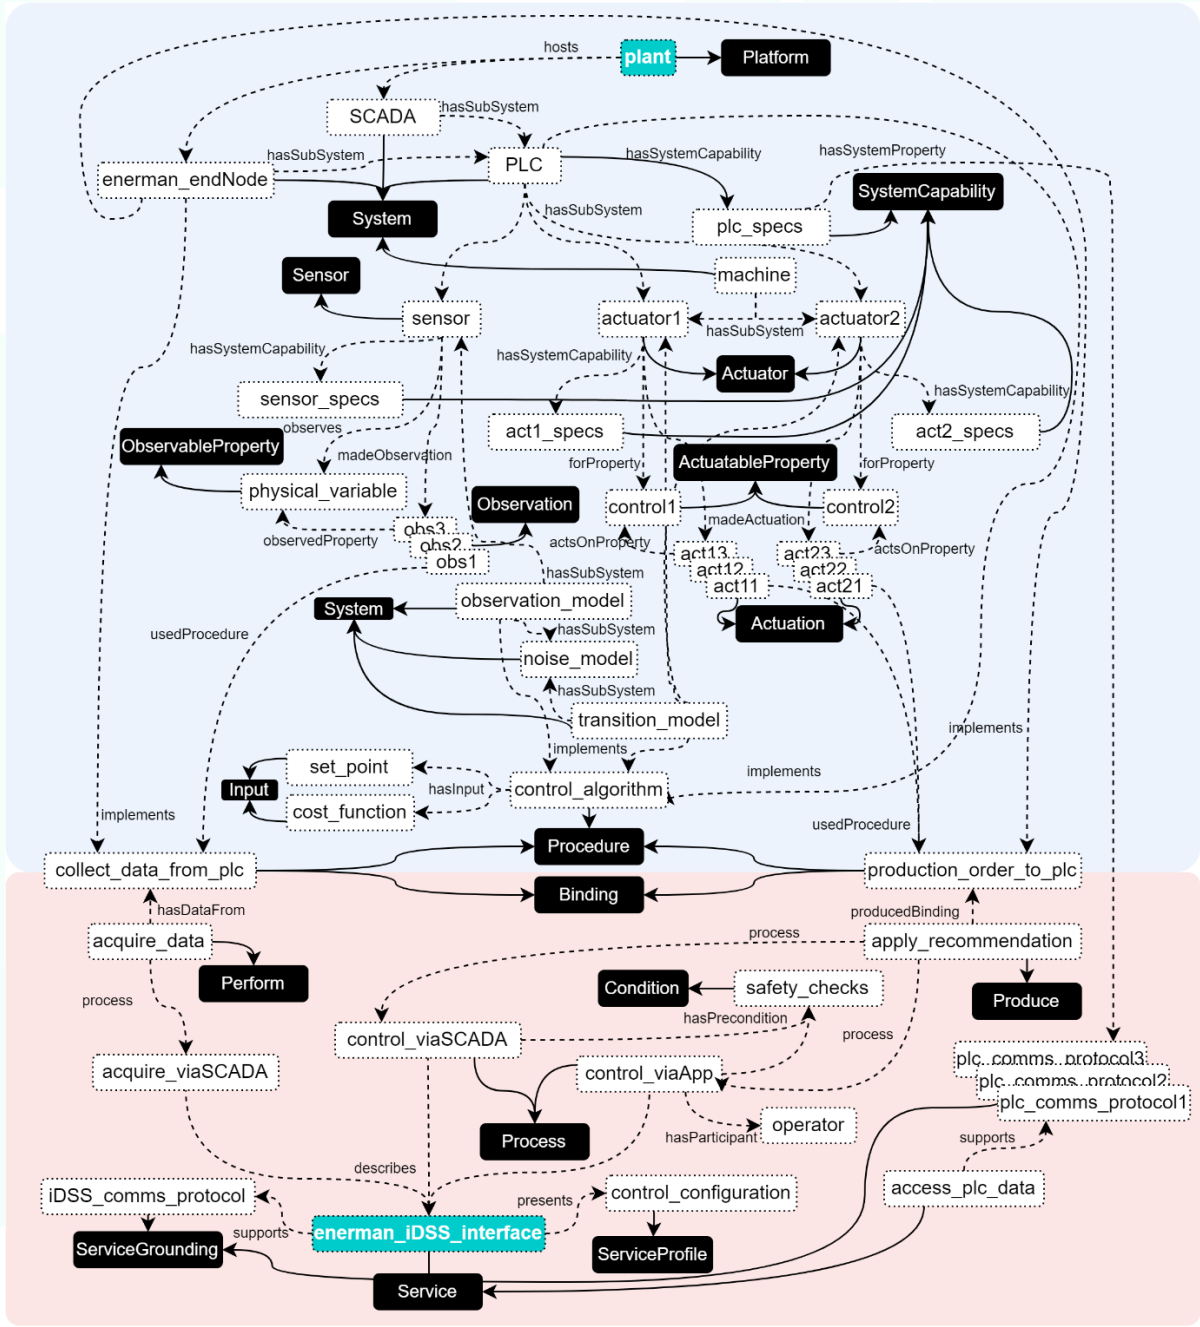 hosts
plant
Platform
SCADA
hasSubSystem
hasSubSystem
PLC
hasSystemCapability
hasSystemProperty
enerman_endNode
SystemCapability
System
hasSubSystem
plc_specs
Sensor
machine
sensor
actuator1
actuator2
hasSubSystem
hasSystemCapability
hasSystemCapability
Actuator
hasSystemCapability
sensor_specs
observes
act1_specs
act2_specs
ObservableProperty
madeObservation
forProperty
ActuatableProperty
forProperty
physical_variable
Observation
control1
control2
madeActuation
obs3
observedProperty
obs2
actsOnProperty
act13
act23
actsOnProperty
obs1
act12
act22
hasSubSystem
act11
act21
System
observation_model
usedProcedure
hasSubSystem
Actuation
noise_model
hasSubSystem
transition_model
implements
implements
set_point
implements
Input
hasInput
control_algorithm
cost_function
implements
usedProcedure
Procedure
collect_data_from_plc
production_order_to_plc
Binding
hasDataFrom
producedBinding
acquire_data
process
apply_recommendation
Perform
Condition
safety_checks
Produce
process
hasPrecondition
process
control_viaSCADA
plc_comms_protocol3
acquire_viaSCADA
control_viaApp
plc_comms_protocol2
plc_comms_protocol1
Process
hasParticipant
operator
supports
describes
iDSS_comms_protocol
presents
control_configuration
access_plc_data
supports
enerman_iDSS_interface
ServiceGrounding
ServiceProfile
Service